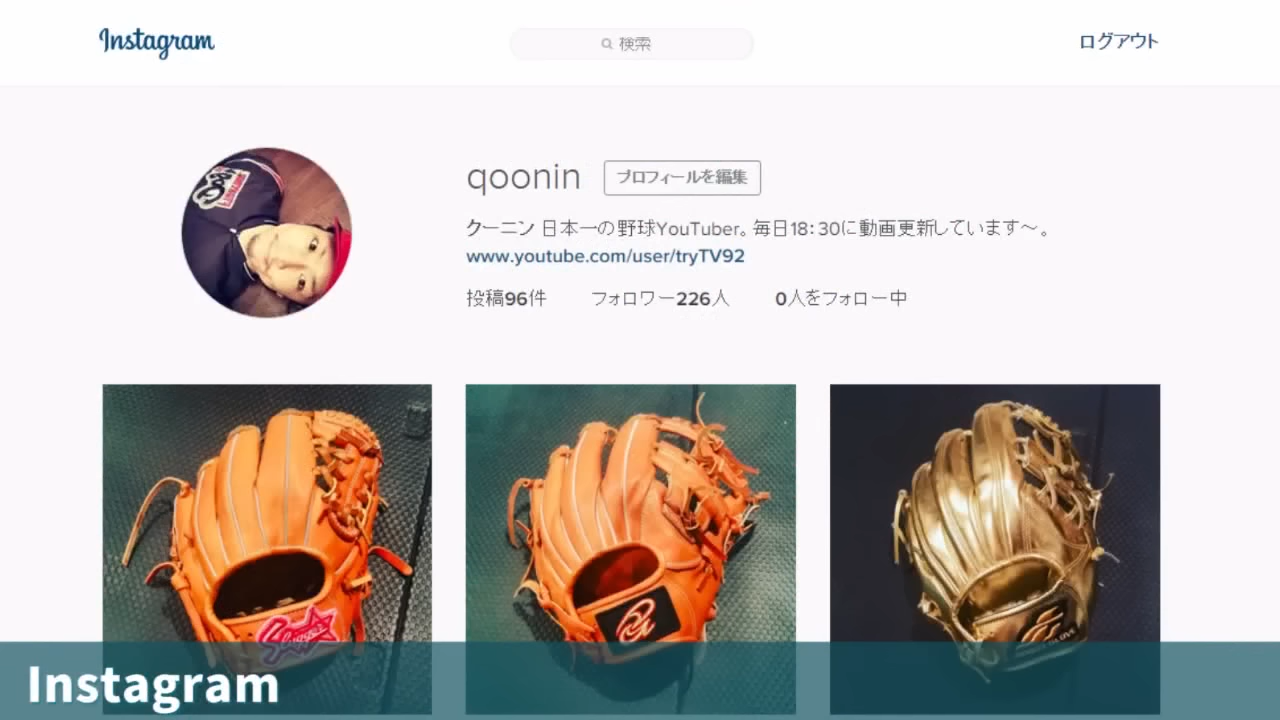 Instagram
検索
ログアウト
qoonin
プロフィールを編集
クーニン 日本一の野球YouTuber。毎日18:30に動画更新しています〜。
www.youtube.com/user/tryTV92
投稿96件 フォロワー226人 0人をフォロー中
Slugger
Instagram